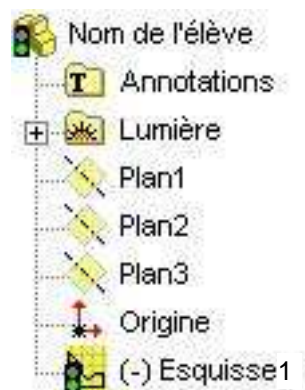 Nom de l'élève
Annotations
Lumière
Plan1
Plan2
Plan3
Origine
(-) Esquisse1